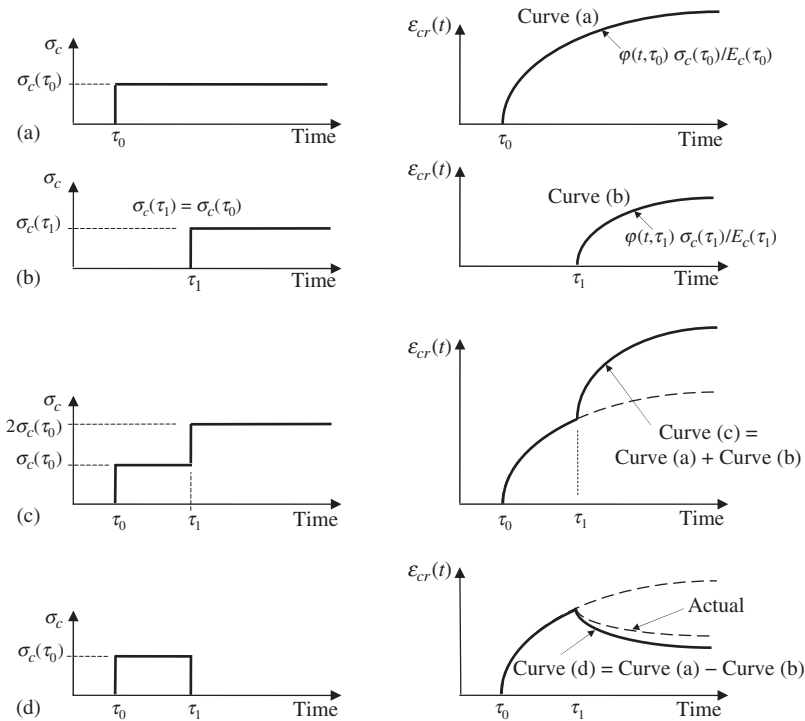 σc
σc(τ0)
τ0
Time
(a)
εcr(t)
Curve (a)
φ(t,τ0) σc(τ0)/Ec(τ0)
τ0
Time
σc
σc(τ1)
σc(τ1) = σc(τ0)
τ1
Time
(b)
εcr(t)
Curve (b)
φ(t,τ1) σc(τ1)/Ec(τ1)
τ1
Time
σc
2σc(τ0)
σc(τ0)
τ0
τ1
Time
(c)
εcr(t)
Curve (c) =
Curve (a) + Curve (b)
τ0
τ1
Time
σc
σc(τ0)
τ0
τ1
Time
(d)
εcr(t)
Actual
Curve (d) = Curve (a) − Curve (b)
τ0
τ1
Time